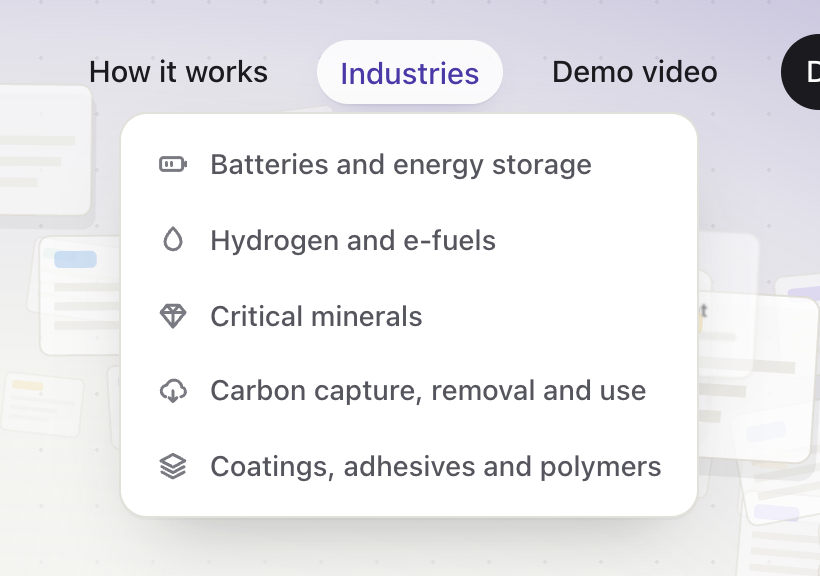 How it works
Industries
Demo video
Batteries and energy storage
Hydrogen and e-fuels
Critical minerals
Carbon capture, removal and use
Coatings, adhesives and polymers